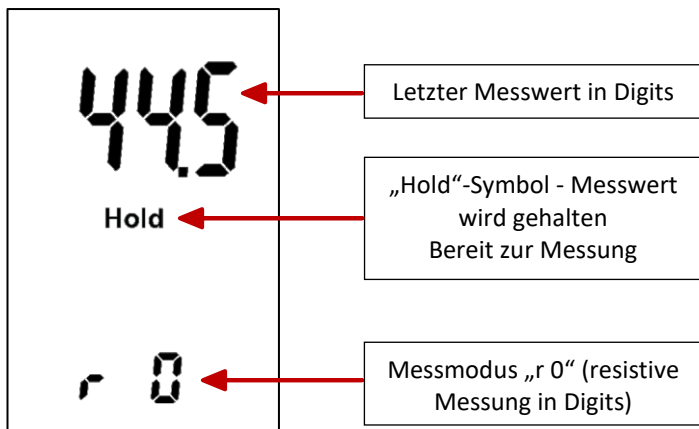 44.5
Letzter Messwert in Digits
Hold
„Hold“-Symbol - Messwert
wird gehalten
Bereit zur Messung
r 0
Messmodus „r 0“ (resistive
Messung in Digits)